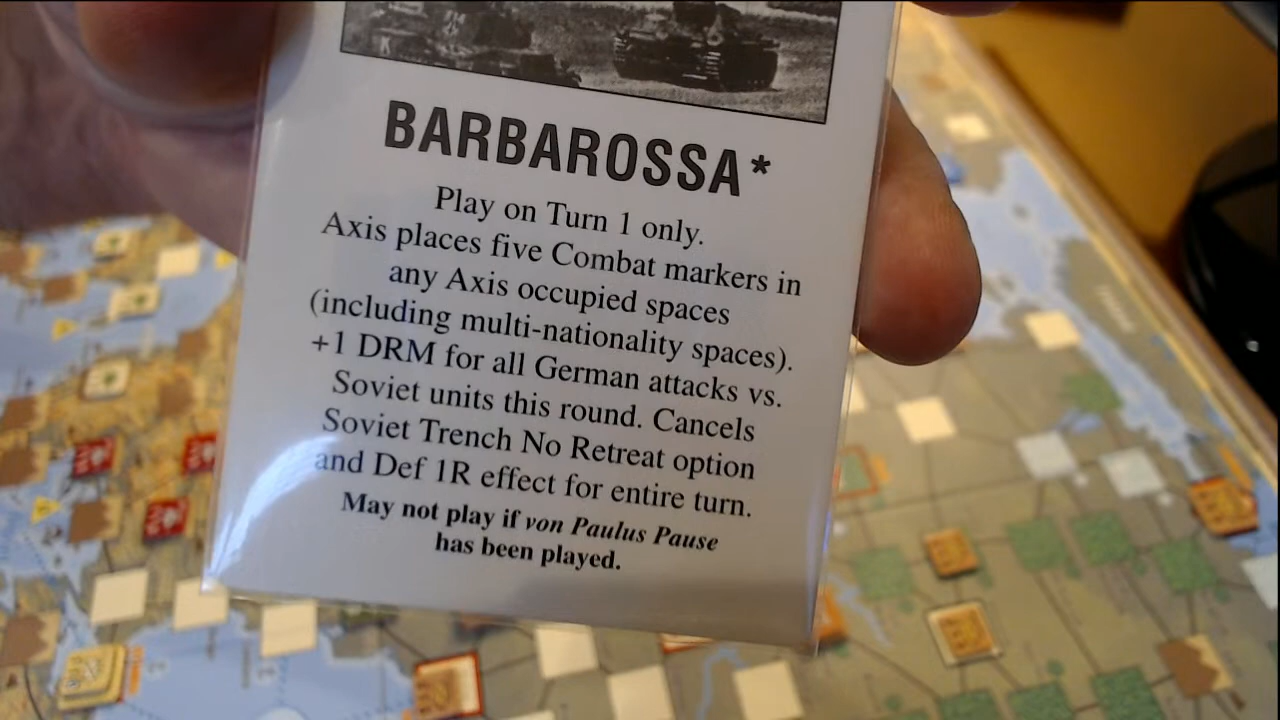 BARBAROSSA*
Play on Turn 1 only.
Axis places five Combat markers in
any Axis occupied spaces
(including multi-nationality spaces).
+1 DRM for all German attacks vs.
Soviet units this round. Cancels
Soviet Trench No Retreat option
and Def 1R effect for entire turn.
May not play if von Paulus Pause
has been played.